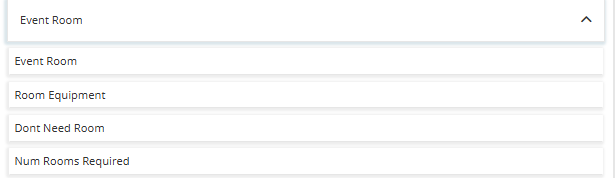 Event Room
Event Room
Room Equipment
Dont Need Room
Num Rooms Required